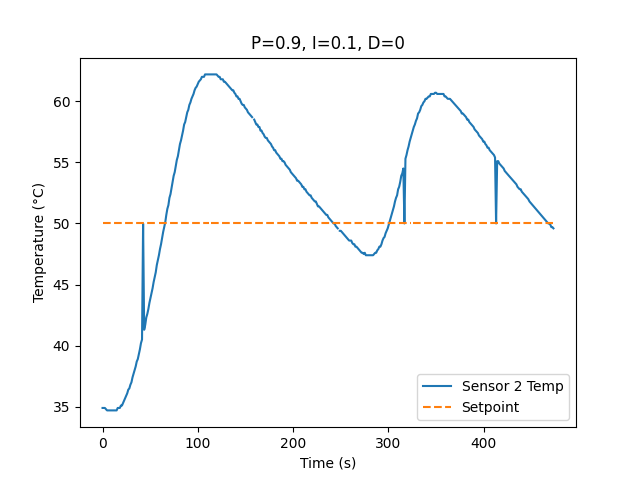 P=0.9, I=0.1, D=0
Temperature (°C)
60
55
50
45
40
35
0
100
200
300
400
Time (s)
Sensor 2 Temp
Setpoint